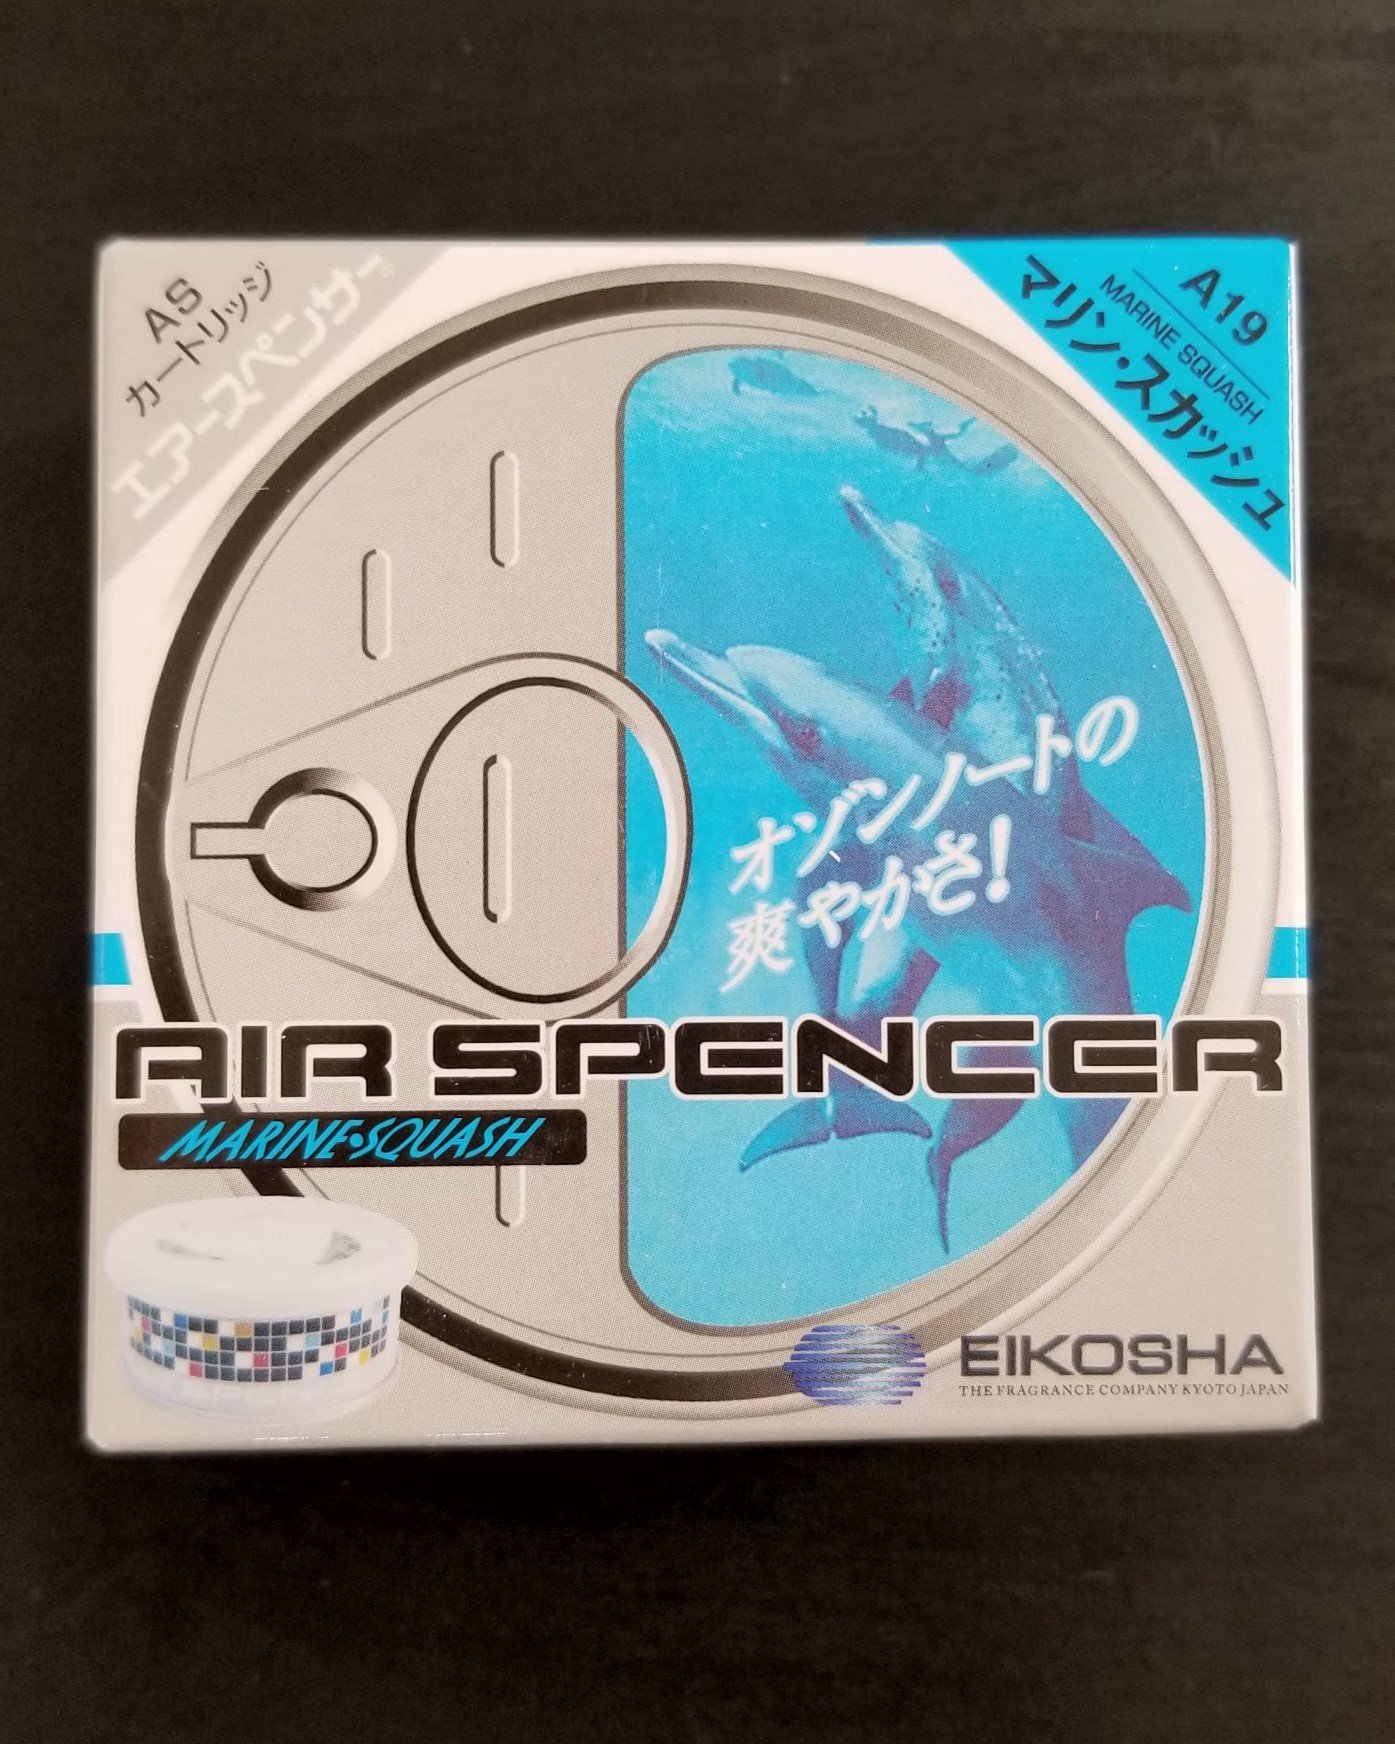 AS
カートリッジ
エアースペンサー®
A19
MARINE SQUASH
マリン・スカッシュ
オゾンノートの
爽やかさ!
AIR SPENCER
MARINE•SQUASH
EIKOSHA
THE FRAGRANCE COMPANY KYOTO JAPAN